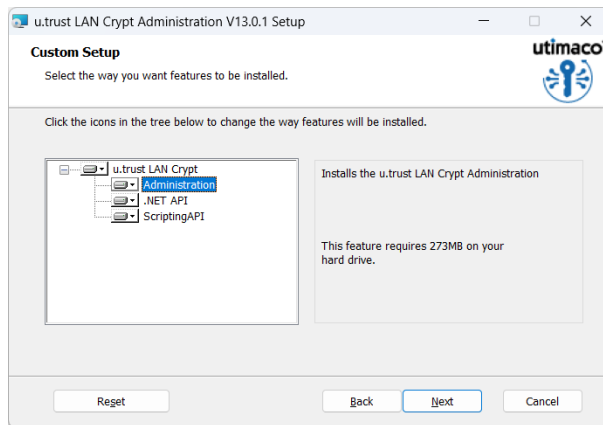 u.trust LAN Crypt Administration V13.0.1 Setup
Custom Setup
Select the way you want features to be installed.
utimaco
Click the icons in the tree below to change the way features will be installed.
u.trust LAN Crypt
Administration
.NET API
ScriptingAPI
Installs the u.trust LAN Crypt Administration
This feature requires 273MB on your
hard drive.
Reset
Back
Next
Cancel